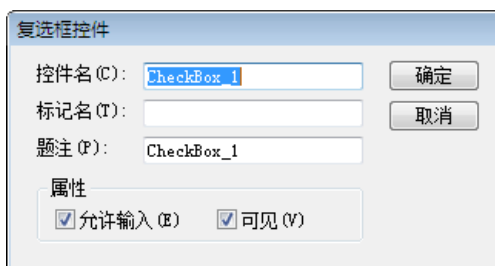 复选框控件
控件名(C): CheckBox_1 确定
标记名(T): 取消
题注(P): CheckBox_1
属性
允许输入(E) 可见(V)